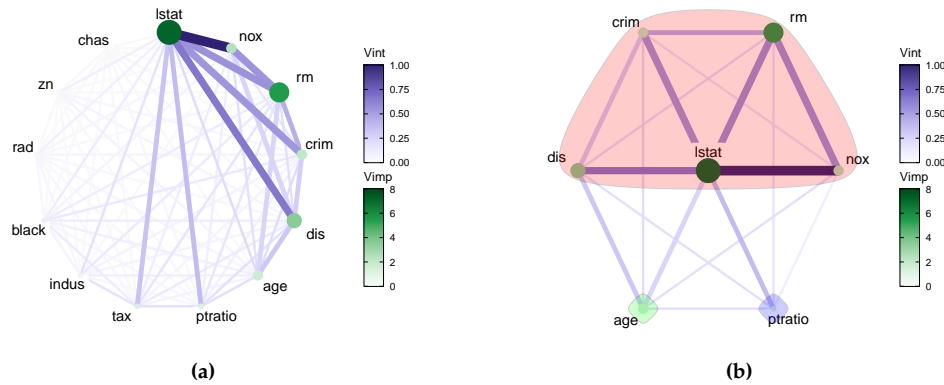 lstat
chas
nox
zn
rm
rad
crim
black
dis
indus
age
tax
ptratio
Vint
1.00
0.75
0.50
0.25
0.00
Vimp
8
6
4
2
0
(a)
crim
rm
lstat
dis
nox
age
ptratio
Vint
1.00
0.75
0.50
0.25
0.00
Vimp
8
6
4
2
0
(b)